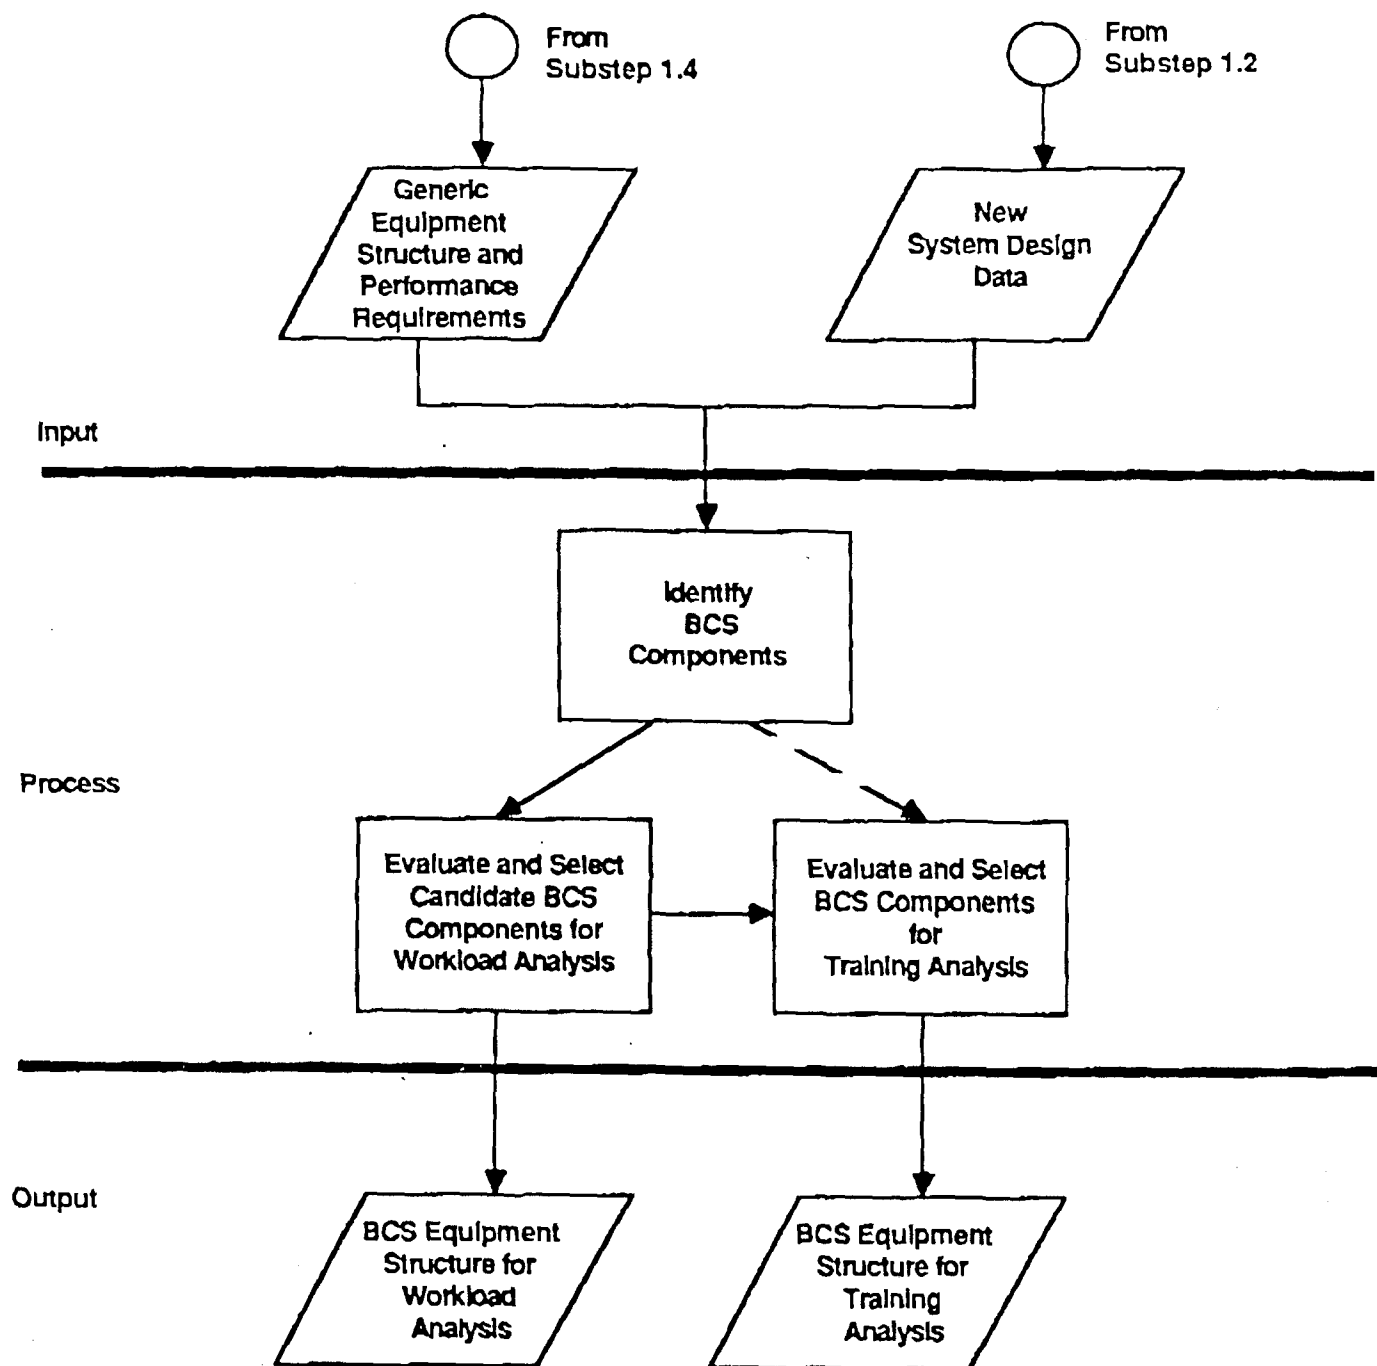 From
Substep 1.4
From
Substep 1.2
Generic
Equipment
Structure and
Performance
Requirements
New
System Design
Data
Input
Identify
BCS
Components
Process
Evaluate and Select
Candidate BCS
Components for
Workload Analysis
Evaluate and Select
BCS Components
for
Training Analysis
Output
BCS Equipment
Structure for
Workload
Analysis
BCS Equipment
Structure for
Training
Analysis